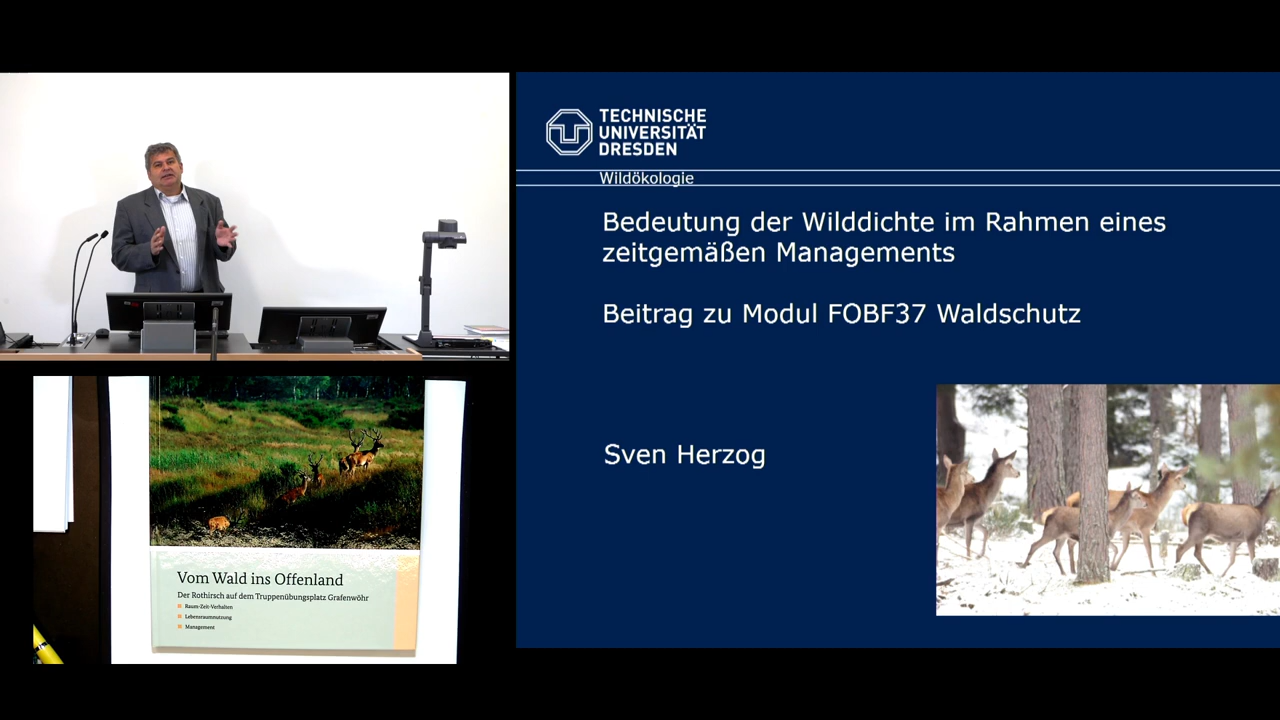 TECHNISCHE
UNIVERSITÄT
DRESDEN
Wildökologie
Bedeutung der Wilddichte im Rahmen eines
zeitgemäßen Managements
Beitrag zu Modul FOBF37 Waldschutz
Sven Herzog
Vom Wald ins Offenland
Der Rothirsch auf dem Truppenübungsplatz Grafenwöhr
Raum-Zeit-Verhalten
Lebensraumnutzung
Management